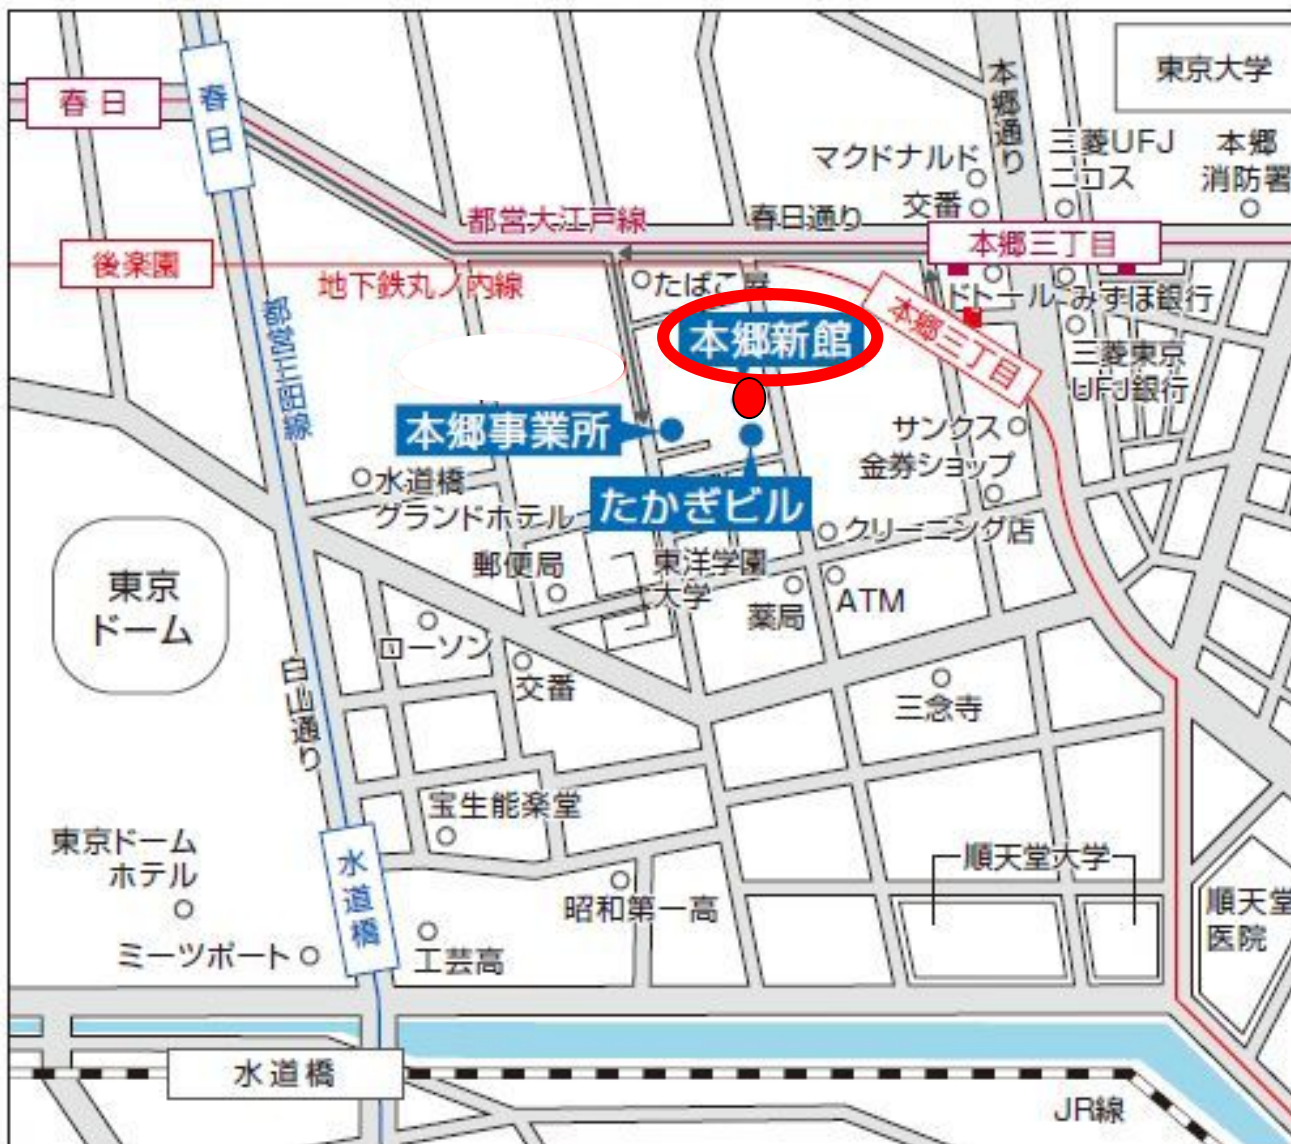 東京大学
春日
春日
本郷通り
マクドナルド
三菱UFJ
ニコス
本郷
消防署
交番
都営大江戸線
春日通り
本郷三丁目
後楽園
地下鉄丸ノ内線
たばこ屋
ドトール
みずほ銀行
本郷三丁目
都営三田線
本郷新館
三菱東京
UFJ銀行
本郷事業所
サンクス
金券ショップ
水道橋
グランドホテル
たかぎビル
クリーニング店
東京
ドーム
郵便局
東洋学園
大学
薬局
ATM
ローソン
交番
白山通り
三念寺
宝生能楽堂
東京ドーム
ホテル
水道橋
順天堂大学
昭和第一高
順天堂
医院
ミーツポート
工芸高
水道橋
JR線